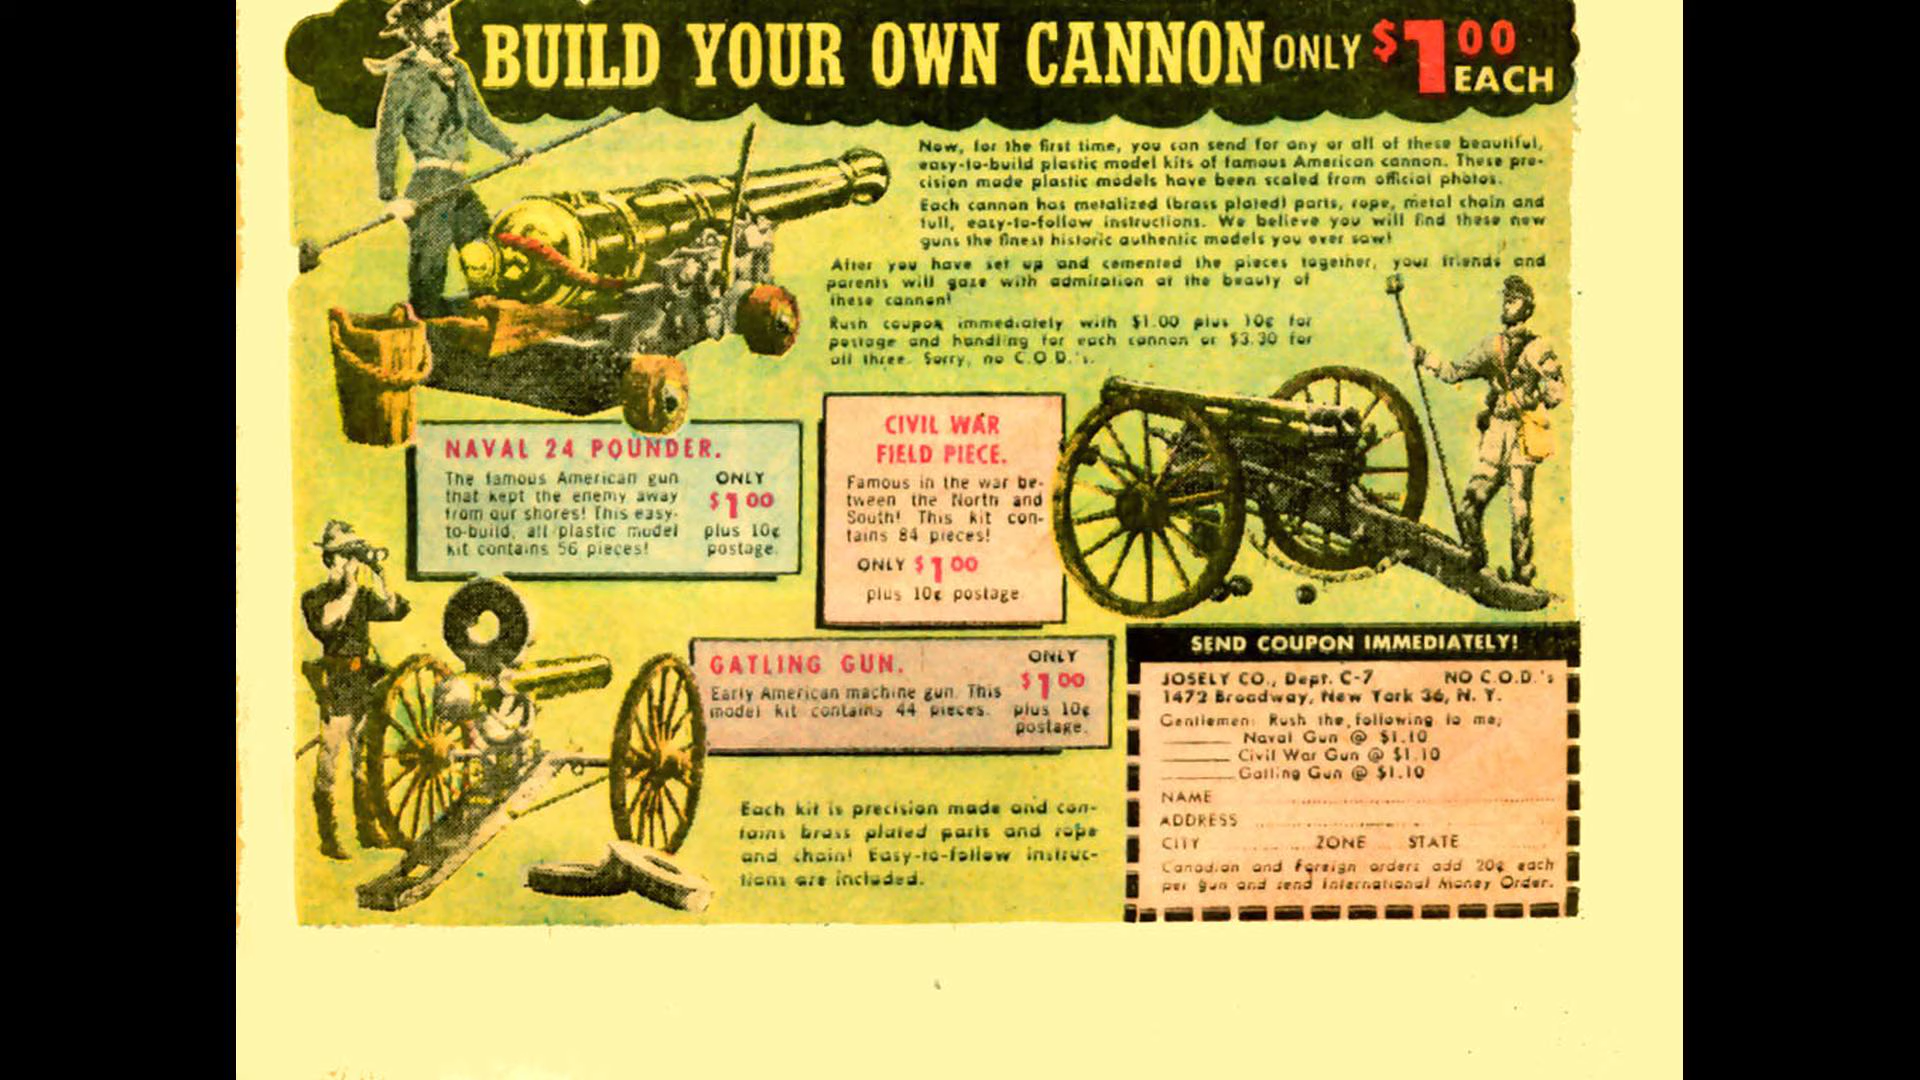 BUILD YOUR OWN CANNON ONLY $1.00 EACH
Now, for the first time, you can send for any or all of these beautiful,
easy-to-build plastic model kits of famous American cannon. These pre-
cision made plastic models have been scaled from official photos.
Each cannon has metalized (brass plated) parts, rope, metal chain and
full, easy-to-follow instructions. We believe you will find these new
guns the finest historic authentic models you ever saw!
After you have set up and cemented the pieces together, your friends and
parents will gaze with admiration at the beauty of
these cannon!
Rush coupon immediately with $1.00 plus 10¢ for
postage and handling for each cannon or $3.30 for
all three. Sorry, no C.O.D.'s.
NAVAL 24 POUNDER.
The famous American gun
that kept the enemy away
from our shores! This easy-
to-build, all plastic model
kit contains 56 pieces!
ONLY
$1.00
plus 10¢
postage.
CIVIL WAR
FIELD PIECE.
Famous in the war be-
tween the North and
South! This kit con-
tains 84 pieces!
ONLY $1.00
plus 10¢ postage
GATLING GUN.
Early American machine gun. This
model kit contains 44 pieces.
ONLY
$1.00
plus 10¢
postage.
Each kit is precision made and con-
tains brass plated parts and rope
and chain! Easy-to-follow instruc-
tions are included.
SEND COUPON IMMEDIATELY!
JOSELY CO., Dept. C-7 NO C.O.D.'s
1472 Broadway, New York 36, N. Y.
Gentlemen: Rush the following to me;
Naval Gun @ $1.10
Civil War Gun @ $1.10
Gatling Gun @ $1.10
NAME
ADDRESS
CITY ZONE STATE
Canadian and Foreign orders add 20¢ each
per gun and send International Money Order.